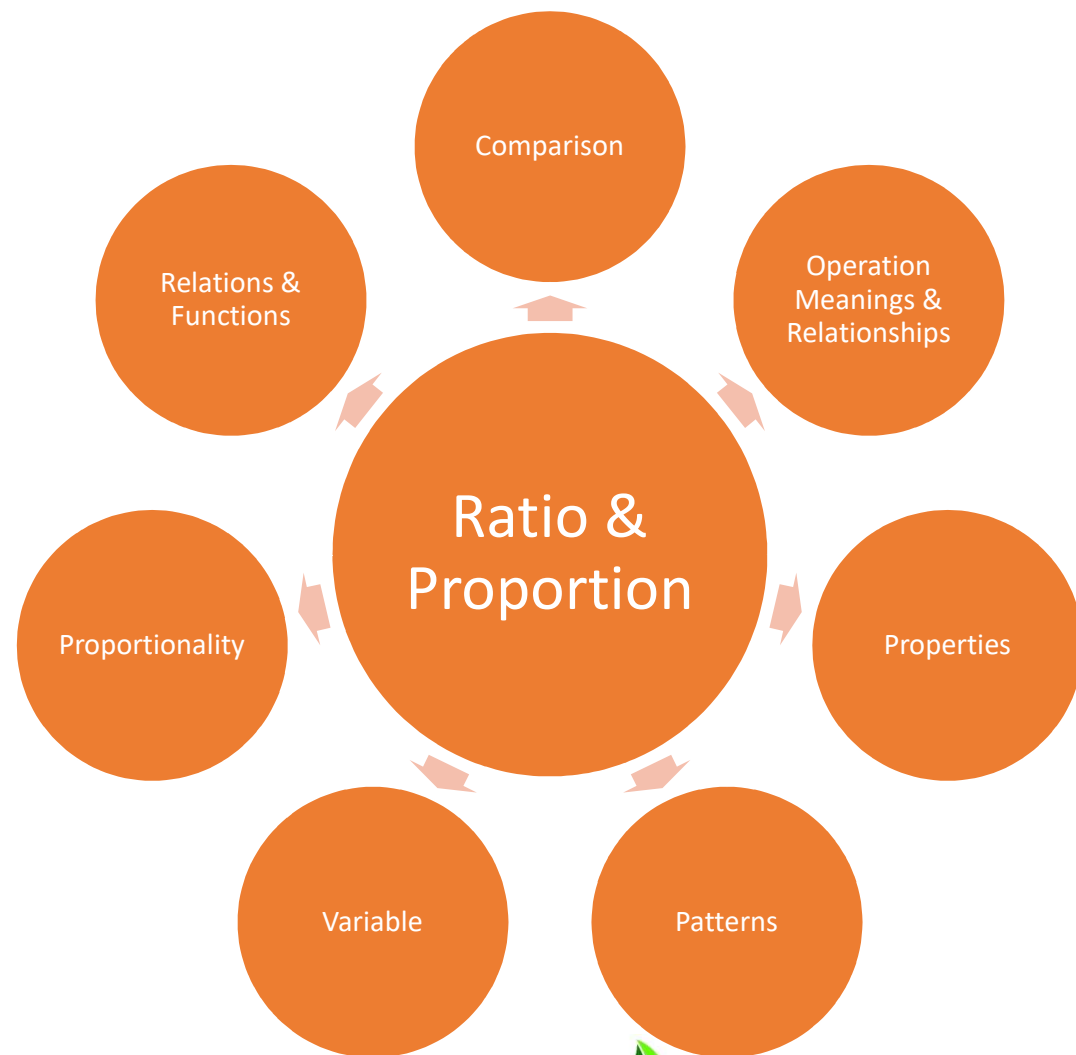 Comparison
Operation
Meanings &
Relationships
Properties
Patterns
Variable
Proportionality
Relations &
Functions
Ratio &
Proportion